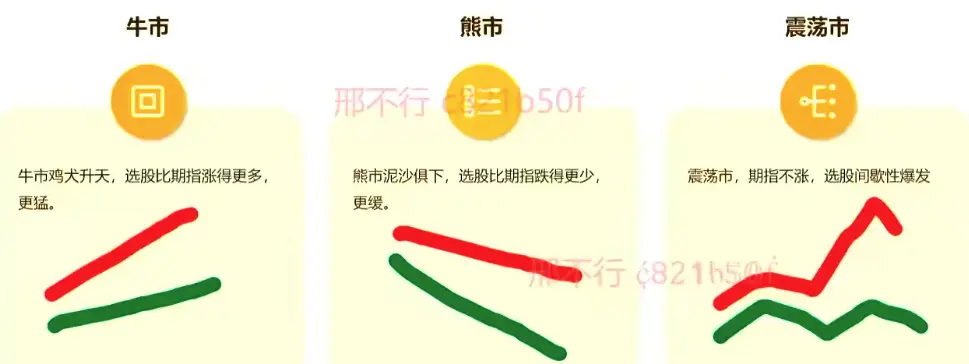 牛市
熊市
震荡市
邢不行 c821b50f
牛市鸡犬升天，选股比期指涨得更多，
更猛。
熊市泥沙俱下，选股比期指跌得更少，
更缓。
震荡市，期指不涨，选股间歇性爆发
邢不行 c821b50f